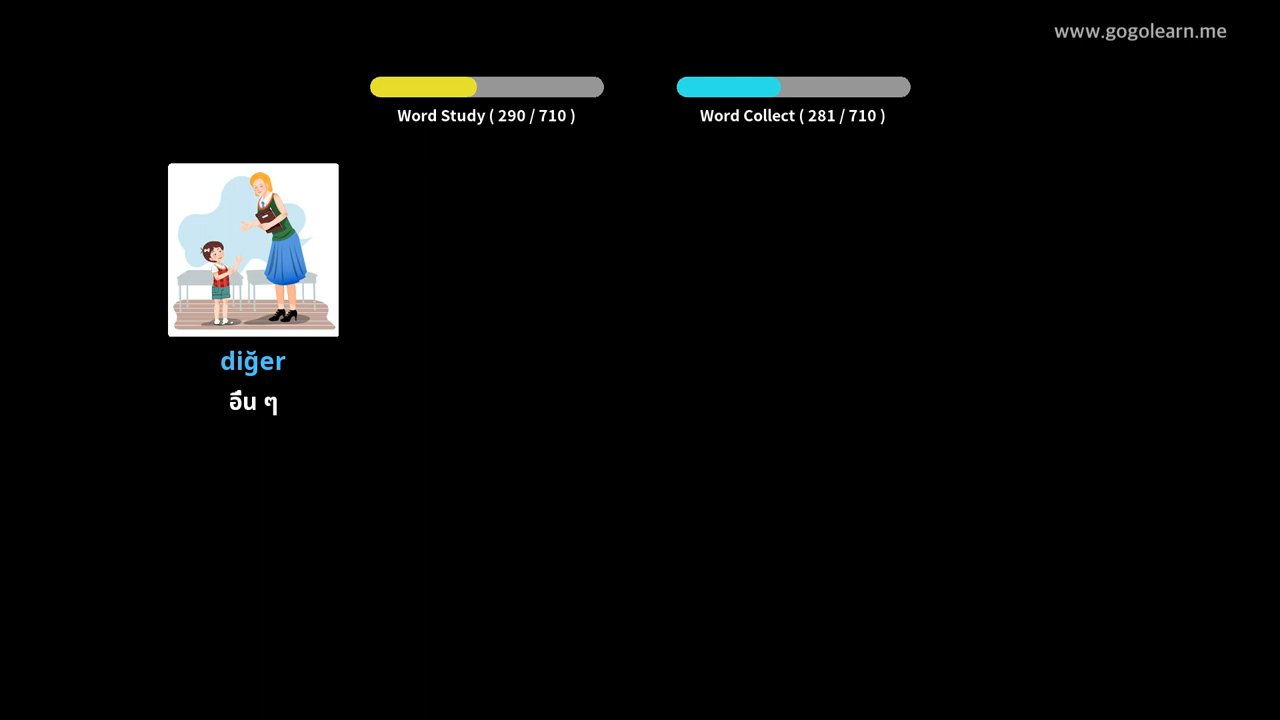 www.gogolearn.me
Word Study ( 290 / 710 )
Word Collect ( 281 / 710 )
diğer
อื่น ๆ